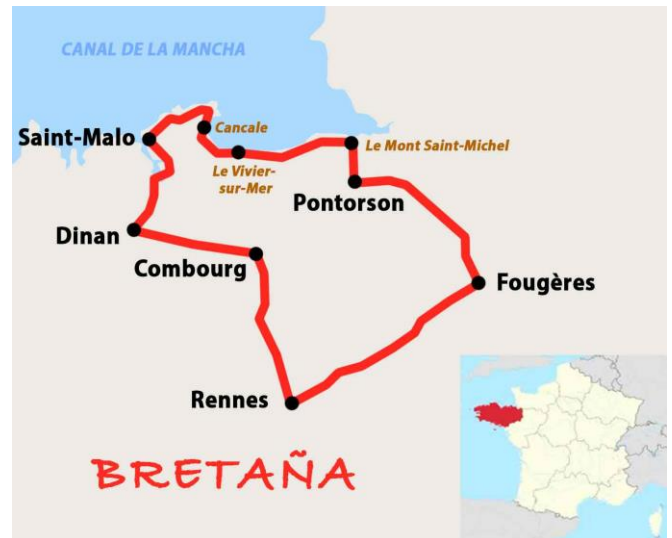 CANAL DE LA MANCHA
Saint-Malo
Cancale
Le Vivier-
sur-Mer
Le Mont Saint-Michel
Pontorson
Dinan
Combourg
Fougères
Rennes
BRETAÑA